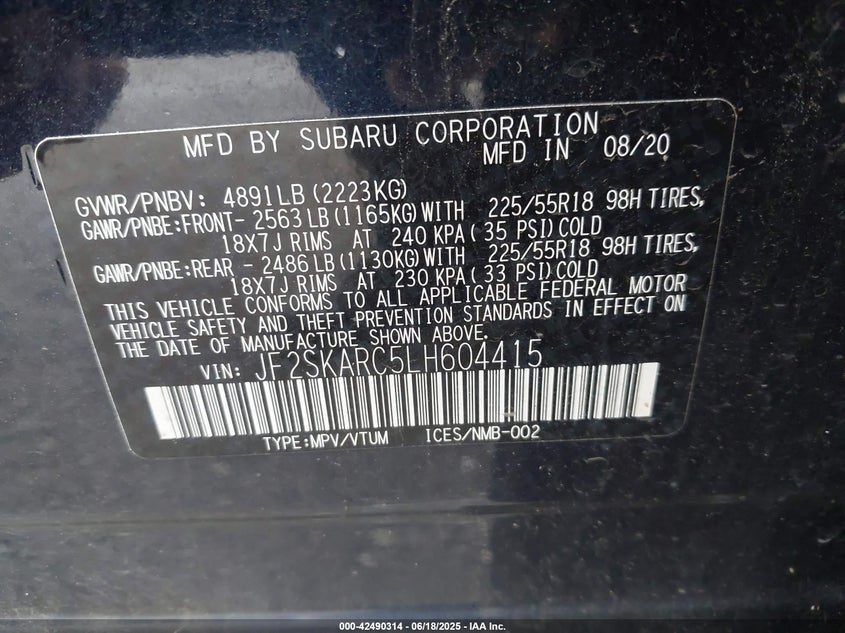 MFD BY SUBARU CORPORATION
MFD IN 08/20
GVWR/PNBV: 4891LB (2223KG)
GAWR/PNBE:FRONT- 2563LB (1165KG) WITH 225/55R18 98H TIRES,
18X7J RIMS AT 240 KPA (35 PSI) COLD
GAWR/PNBE:REAR - 2486LB (1130KG) WITH 225/55R18 98H TIRES,
18X7J RIMS AT 230 KPA (33 PSI) COLD
THIS VEHICLE CONFORMS TO ALL APPLICABLE FEDERAL MOTOR
VEHICLE SAFETY AND THEFT PREVENTION STANDARDS IN EFFECT ON
THE DATE OF MANUFACTURE SHOWN ABOVE.
VIN: JF2SKARC5LH604415
TYPE:MPV/VTUM ICES/NMB-002
000-42490314 - 06/18/2025 - IAA Inc.